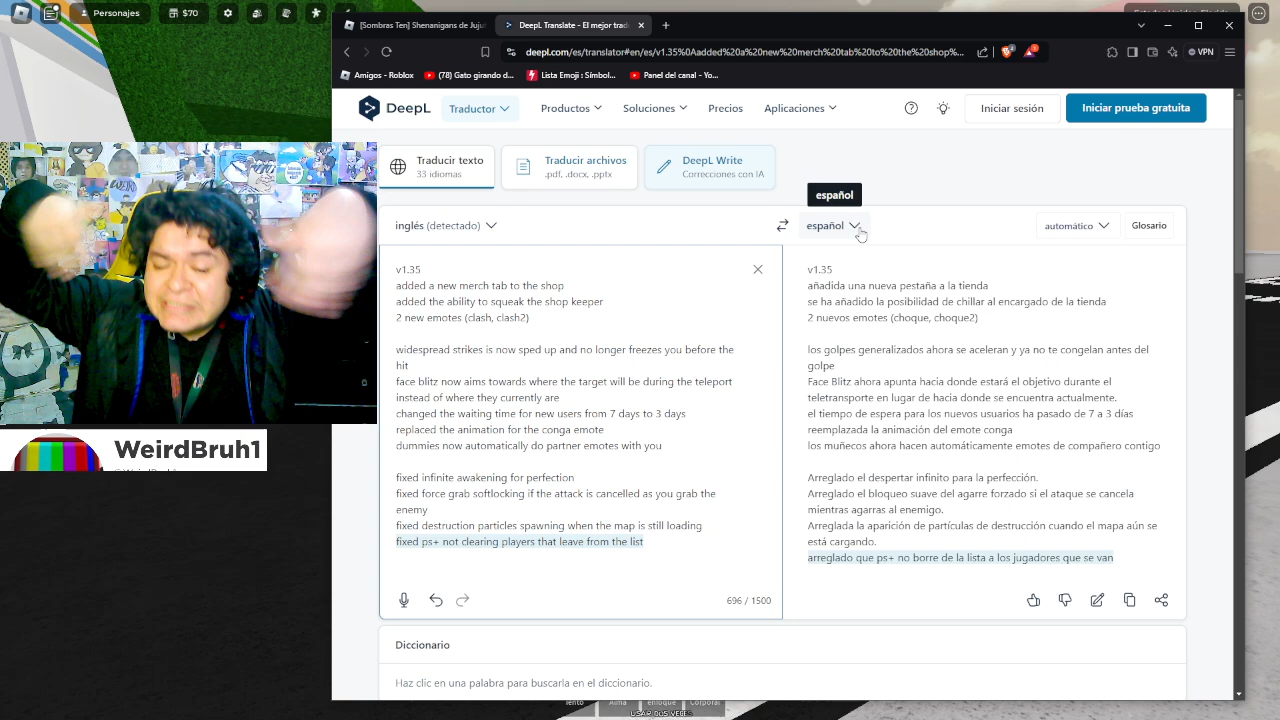 Personajes
$70
[Sombras Ten] Shenanigans de Juju
DeepL Translate - El mejor trad
deepl.com/es/translator#en/es/v1.35%0Aadded%20a%20new%20merch%20tab%20to%20the%20shop%...
VPN
Amigos - Roblox
(78) Gato girando d...
Lista Emoji : Símbol...
Panel del canal - Yo...
DeepL
Traductor
Productos
Soluciones
Precios
Aplicaciones
Iniciar sesión
Iniciar prueba gratuita
Traducir texto
33 idiomas
Traducir archivos
.pdf, .docx, .pptx
DeepL Write
Correcciones con IA
español
inglés (detectado)
español
automático
Glosario
v1.35
added a new merch tab to the shop
added the ability to squeak the shop keeper
2 new emotes (clash, clash2)
widespread strikes is now sped up and no longer freezes you before the
hit
face blitz now aims towards where the target will be during the teleport
instead of where they currently are
changed the waiting time for new users from 7 days to 3 days
replaced the animation for the conga emote
dummies now automatically do partner emotes with you
fixed infinite awakening for perfection
fixed force grab softlocking if the attack is cancelled as you grab the
enemy
fixed destruction particles spawning when the map is still loading
fixed ps+ not clearing players that leave from the list
696 / 1500
v1.35
añadida una nueva pestaña a la tienda
se ha añadido la posibilidad de chillar al encargado de la tienda
2 nuevos emotes (choque, choque2)
los golpes generalizados ahora se aceleran y ya no te congelan antes del
golpe
Face Blitz ahora apunta hacia donde estará el objetivo durante el
teletransporte en lugar de hacia donde se encuentra actualmente.
el tiempo de espera para los nuevos usuarios ha pasado de 7 a 3 días
reemplazada la animación del emote conga
los muñecos ahora hacen automáticamente emotes de compañero contigo
Arreglado el despertar infinito para la perfección.
Arreglado el bloqueo suave del agarre forzado si el ataque se cancela
mientras agarras al enemigo.
Arreglada la aparición de partículas de destrucción cuando el mapa aún se
está cargando.
arreglado que ps+ no borre de la lista a los jugadores que se van
Diccionario
Haz clic en una palabra para buscarla en el diccionario.
WeirdBruh1